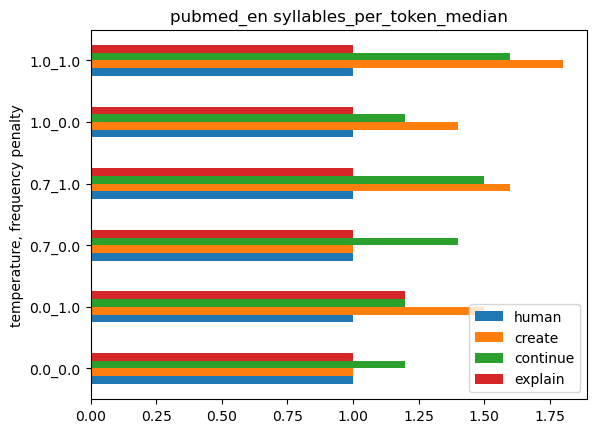 pubmed_en syllables_per_token_median
temperature, frequency penalty
1.0_1.0
1.0_0.0
0.7_1.0
0.7_0.0
0.0_1.0
0.0_0.0
human
create
continue
explain
0.00 0.25 0.50 0.75 1.00 1.25 1.50 1.75